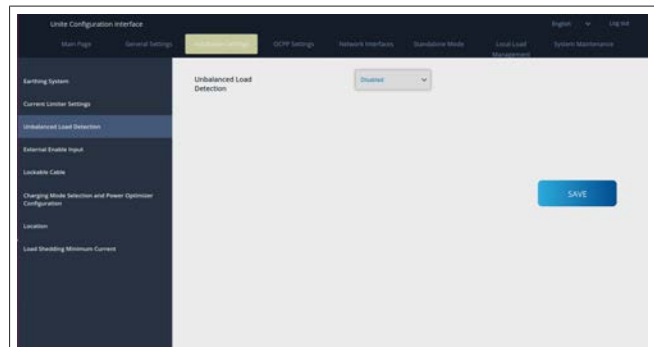 Unite Configuration Interface
English
Log out
Main Page
General Settings
Installation Settings
OCPP Settings
Network Interfaces
Standalone Mode
Local Load
Management
System Maintenance
Earthing System
Current Limiter Settings
Unbalanced Load Detection
External Enable Input
Lockable Cable
Charging Mode Selection and Power Optimizer
Configuration
Location
Load Shedding Minimum Current
Unbalanced Load
Detection
Disabled
SAVE